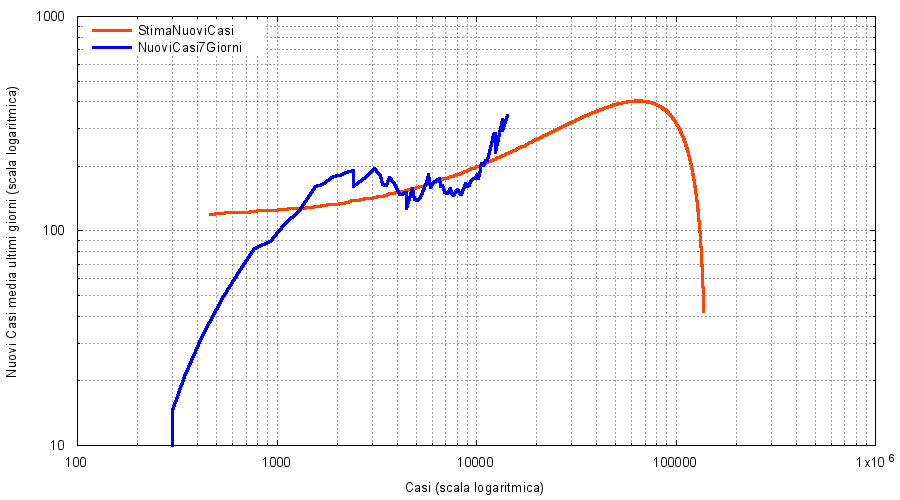 1000
StimaNuoviCasi
NuoviCasi7Giorni
Nuovi Casi media ultimi giorni (scala logaritmica)
100
10
100 1000 10000 100000 1x10^6
Casi (scala logaritmica)